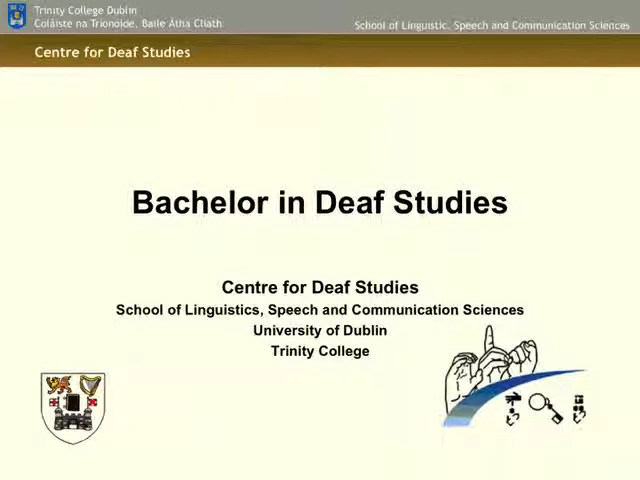 Trinity College Dublin
Coláiste na Tríonóide, Baile Átha Cliath
School of Linguistic, Speech and Communication Sciences
Centre for Deaf Studies
Bachelor in Deaf Studies
Centre for Deaf Studies
School of Linguistics, Speech and Communication Sciences
University of Dublin
Trinity College